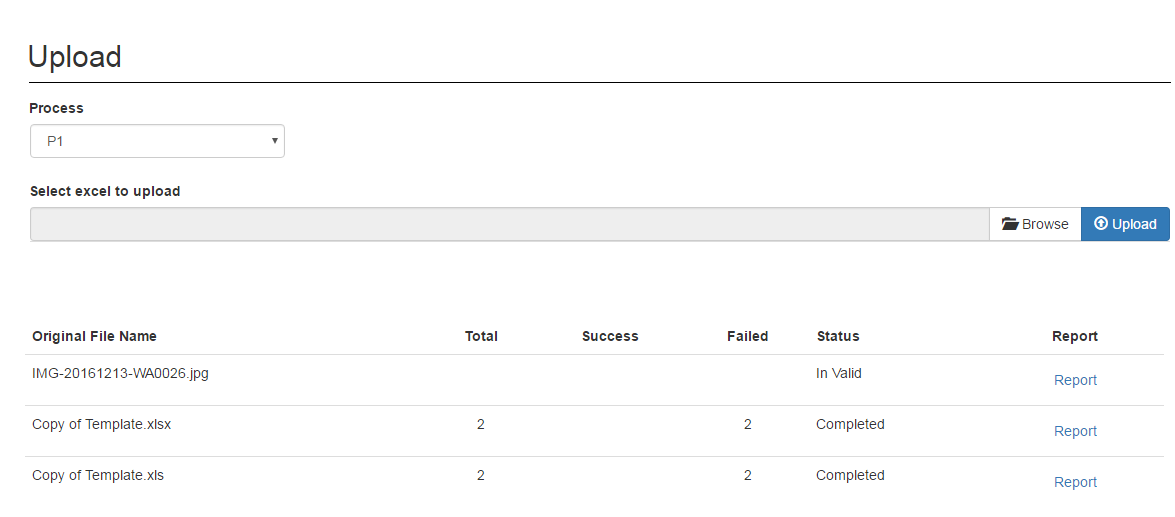 Upload
Process
P1
Select excel to upload
Browse Upload
Original File Name Total Success Failed Status Report
IMG-20161213-WA0026.jpg In Valid Report
Copy of Template.xlsx 2 2 Completed Report
Copy of Template.xls 2 2 Completed Report